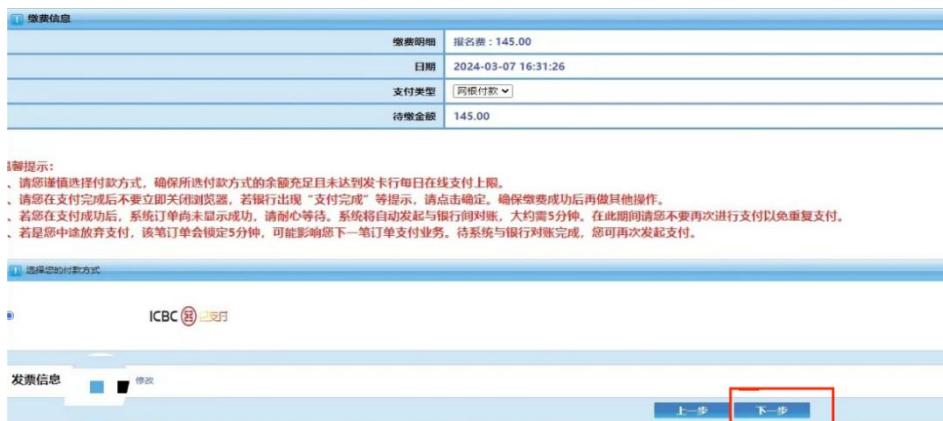 缴费信息
缴费明细 报名费：145.00
日期 2024-03-07 16:31:26
支付类型 网银付款
待缴金额 145.00
温馨提示：
、请您谨慎选择付款方式，确保所选付款方式的余额充足且未达到发卡行每日在线支付上限。
、请您在支付完成后不要立即关闭浏览器，若银行出现“支付完成”等提示，请点击确定。确保缴费成功后再做其他操作。
、若您在支付成功后，系统订单尚未显示成功，请耐心等待。系统将自动发起与银行间对账，大约需5分钟。在此期间请您不要再次进行支付以免重复支付。
、若是您中途放弃支付，该笔订单会锁定5分钟，可能影响您下一笔订单支付业务。待系统与银行对账完成，您可再次发起支付。
选择您的付款方式
ICBC e支付
发票信息 修改
上一步 下一步